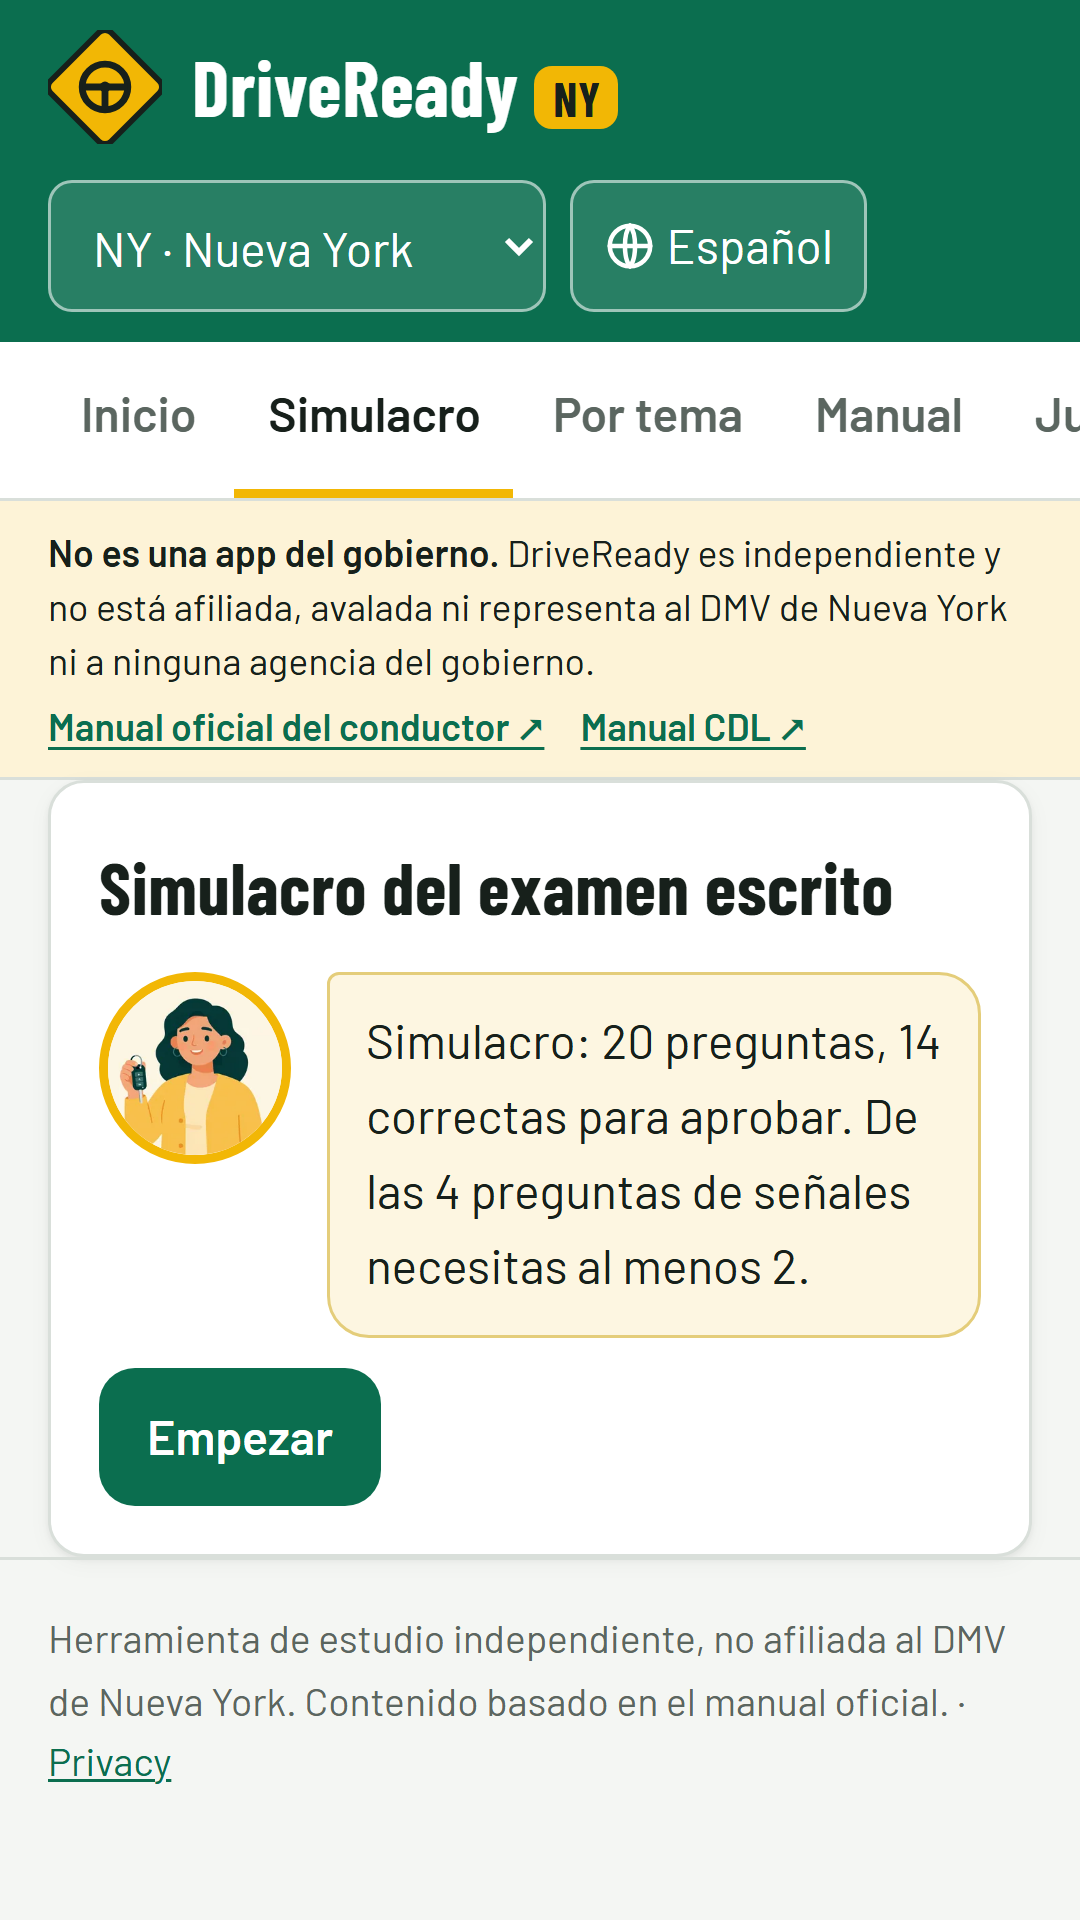 DriveReady NY
NY · Nueva York
Español
Inicio
Simulacro
Por tema
Manual
No es una app del gobierno. DriveReady es independiente y
no está afiliada, avalada ni representa al DMV de Nueva York
ni a ninguna agencia del gobierno.
Manual oficial del conductor ↗ Manual CDL ↗
Simulacro del examen escrito
Simulacro: 20 preguntas, 14
correctas para aprobar. De
las 4 preguntas de señales
necesitas al menos 2.
Empezar
Herramienta de estudio independiente, no afiliada al DMV
de Nueva York. Contenido basado en el manual oficial. ·
Privacy